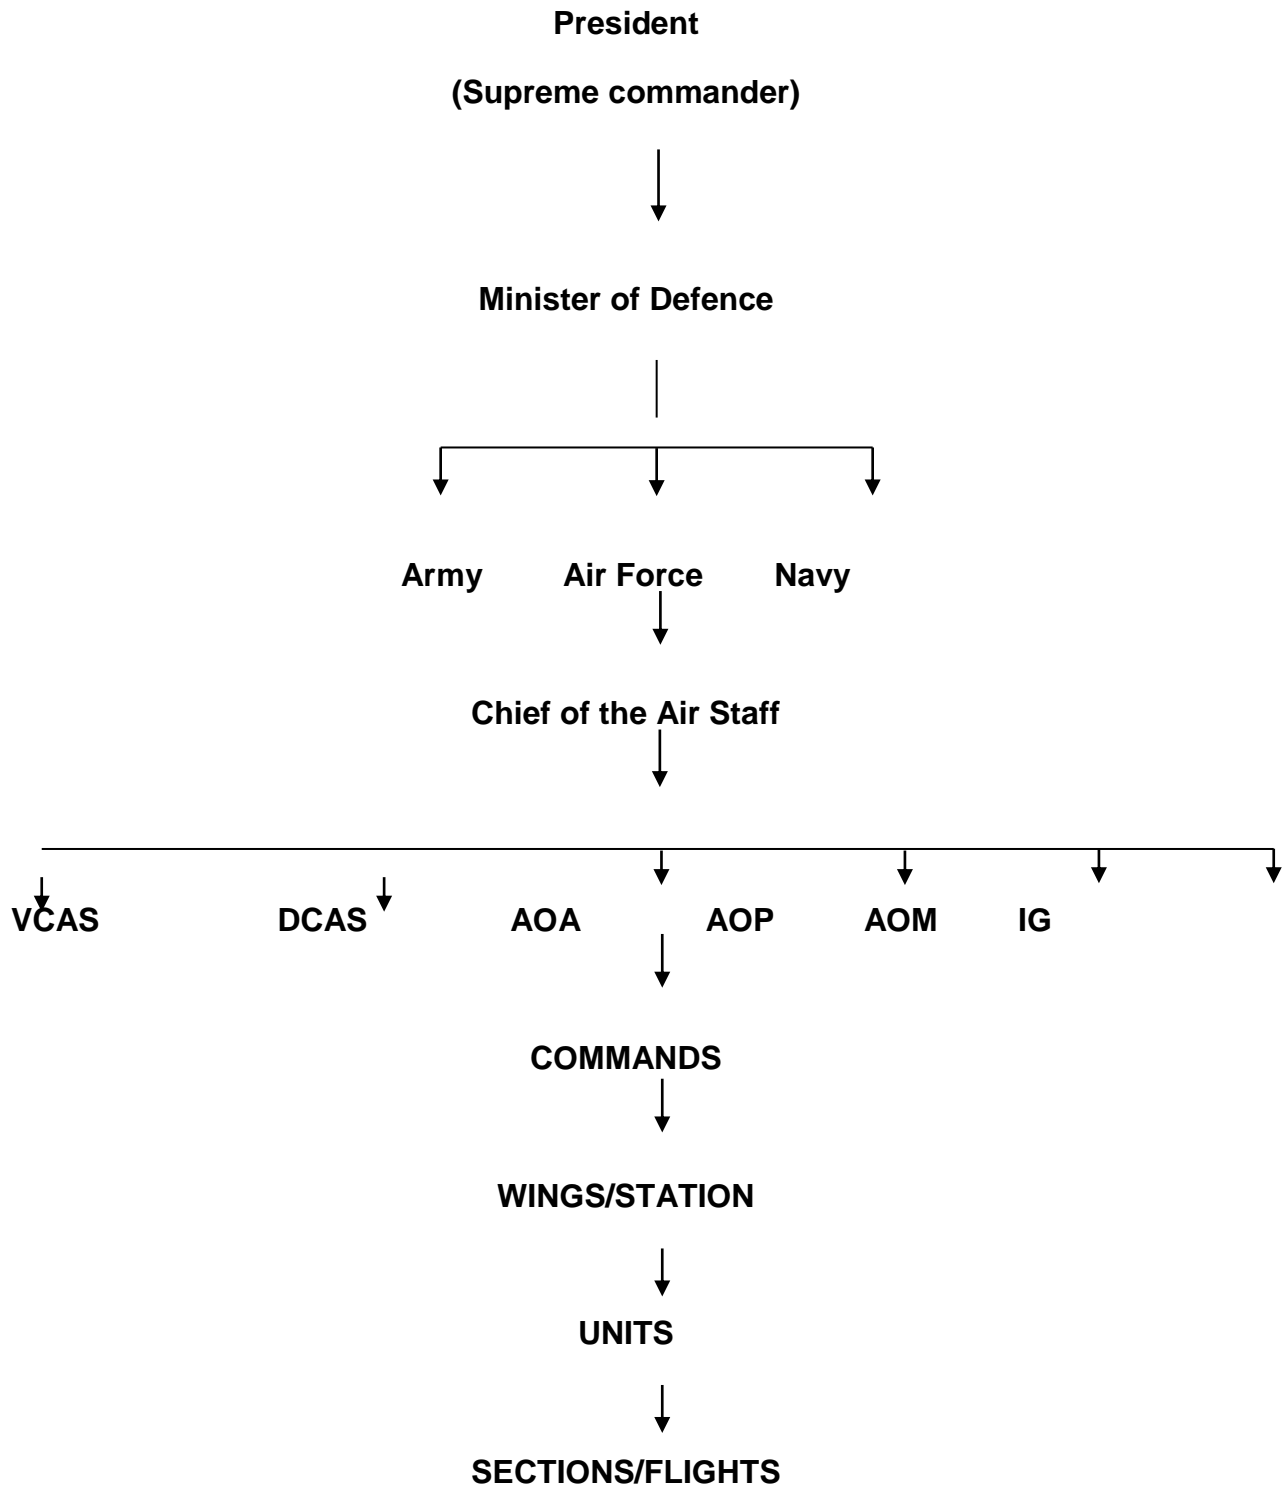 President
(Supreme commander)
Minister of Defence
Army Air Force Navy
Chief of the Air Staff
VCAS DCAS AOA AOP AOM IG
COMMANDS
WINGS/STATION
UNITS
SECTIONS/FLIGHTS